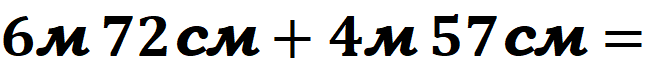 6м 72см + 4м 57см =